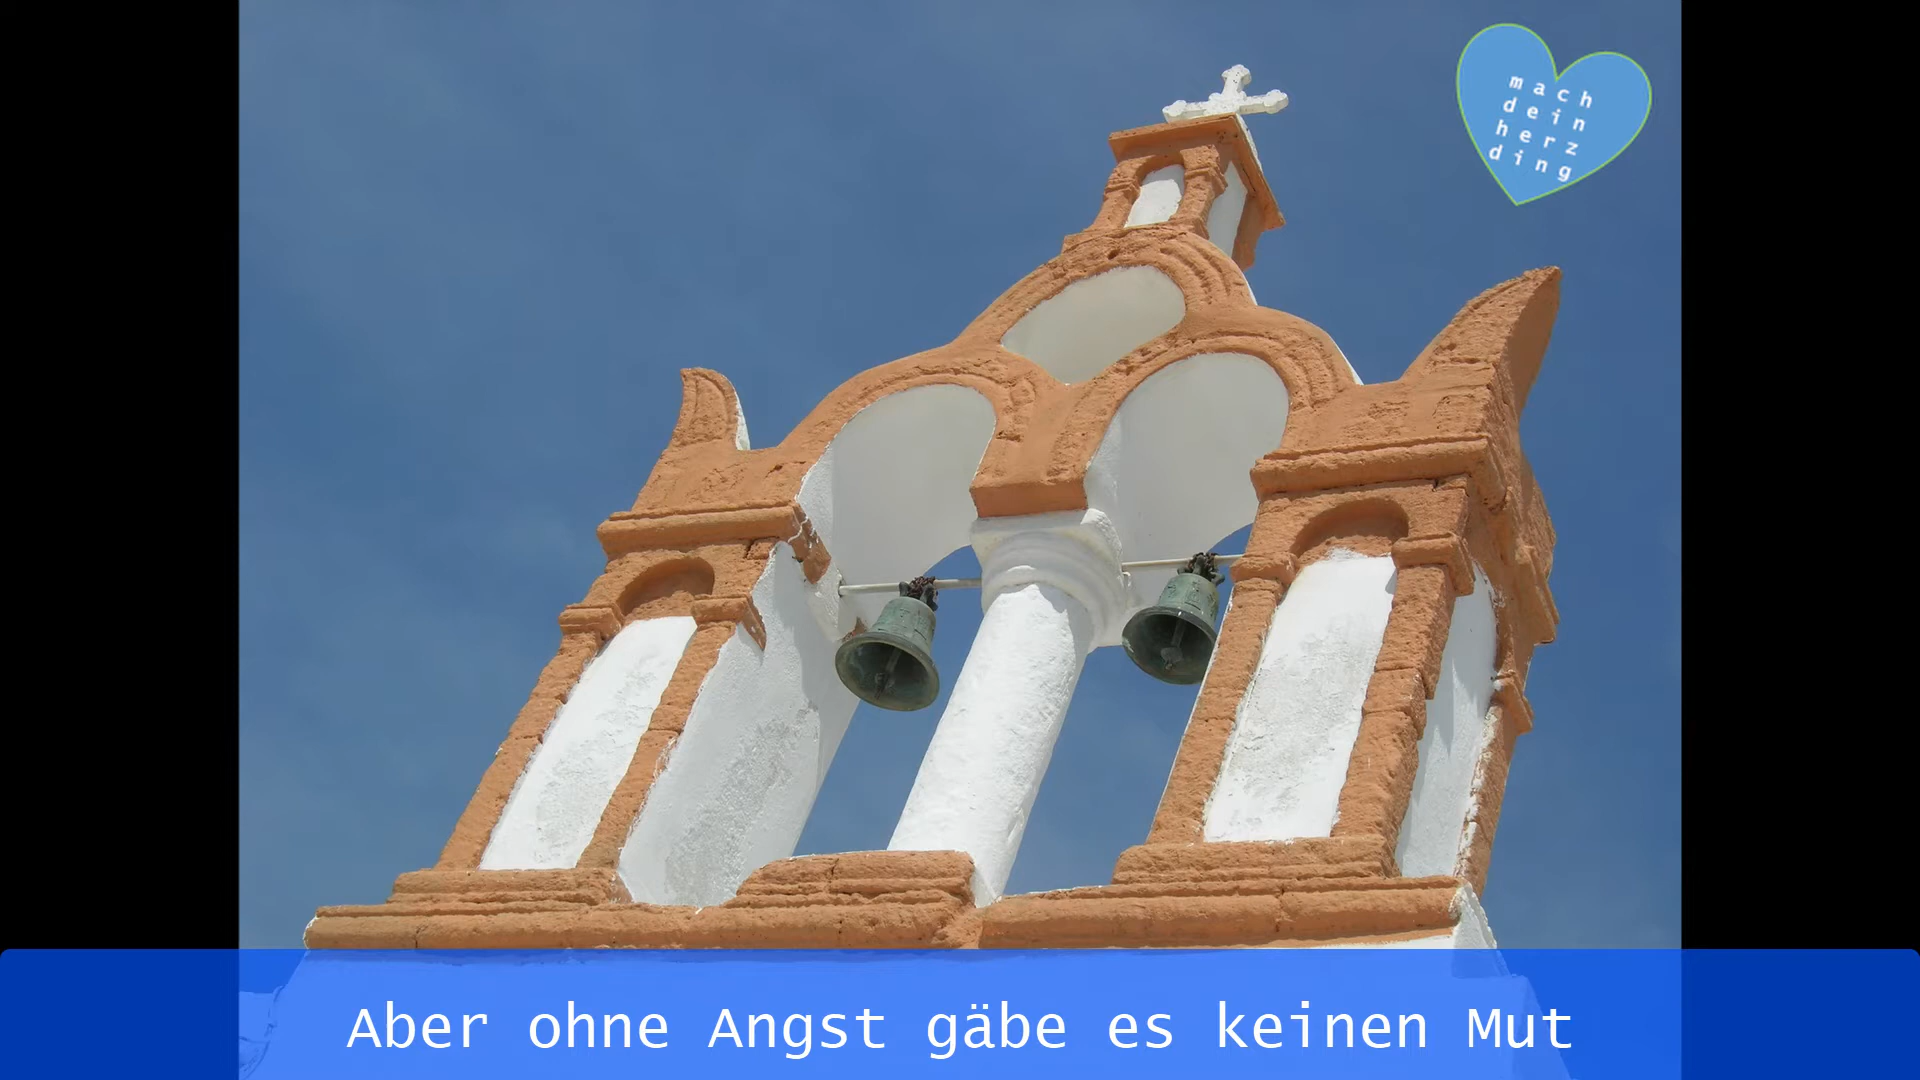 mach
dein
herz
ding
Aber ohne Angst gäbe es keinen Mut